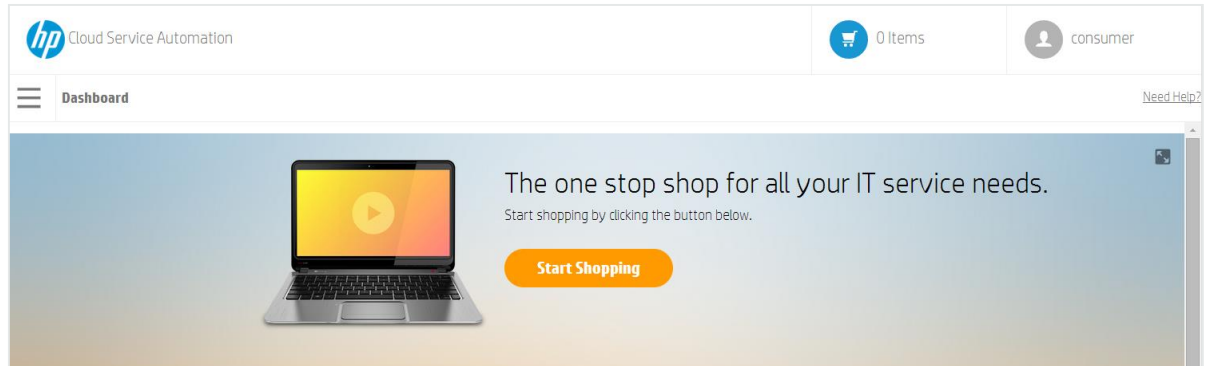 hp Cloud Service Automation
0 Items
consumer
Dashboard
Need Help?
The one stop shop for all your IT service needs.
Start shopping by clicking the button below.
Start Shopping